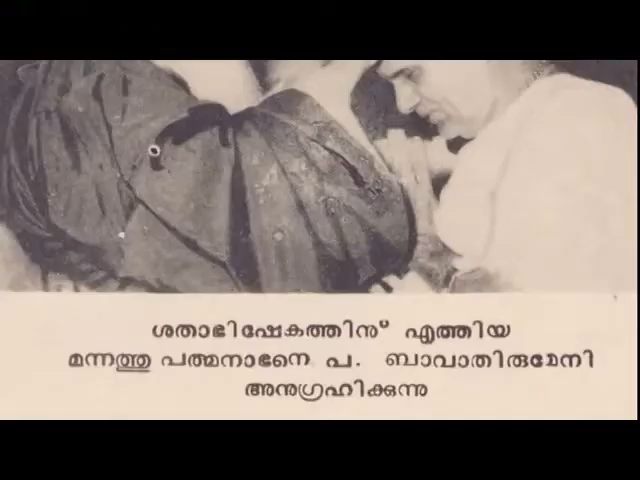 ശതാഭിഷേകത്തിനു് എത്തിയ
മന്നത്തു പത്മനാഭനെ പ. ബാവാതിരുമേനി
അനുഗ്രഹിക്കുന്നു